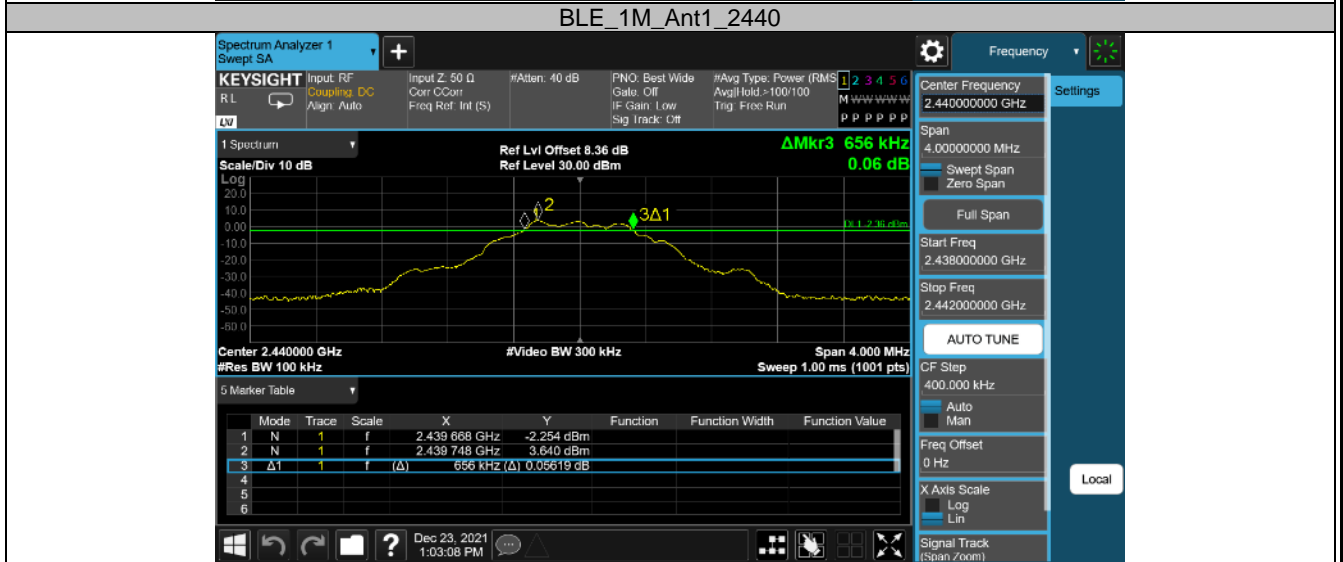 BLE_1M_Ant1_2440
Spectrum Analyzer 1
Swept SA
Frequency
KEYSIGHT
R L
LXI
Input: RF
Coupling: DC
Align: Auto
Input Z: 50 Ω
Corr CCorr
Freq Ref: Int (S)
#Atten: 40 dB
PNO: Best Wide
Gate: Off
IF Gain: Low
Sig Track: Off
#Avg Type: Power (RMS
Avg|Hold:>100/100
Trig: Free Run
1 2 3 4 5 6
M W W W W W
P P P P P P
Center Frequency
2.440000000 GHz
Settings
Span
4.00000000 MHz
Swept Span
Zero Span
Full Span
Start Freq
2.438000000 GHz
Stop Freq
2.442000000 GHz
AUTO TUNE
CF Step
400.000 kHz
Auto
Man
Freq Offset
0 Hz
X Axis Scale
Log
Lin
Signal Track
(Span Zoom)
Local
1 Spectrum
Scale/Div 10 dB
Ref Lvl Offset 8.36 dB
Ref Level 30.00 dBm
ΔMkr3 656 kHz
0.06 dB
Log
20.0
10.0
0.00
-10.0
-20.0
-30.0
-40.0
-50.0
-60.0
2
3Δ1
DL1 -2.36 dBm
Center 2.440000 GHz
#Video BW 300 kHz
Span 4.000 MHz
#Res BW 100 kHz
Sweep 1.00 ms (1001 pts)
5 Marker Table
Mode Trace Scale X Y Function Function Width Function Value
1 N 1 f 2.439 668 GHz -2.254 dBm
2 N 1 f 2.439 748 GHz 3.640 dBm
3 Δ1 1 f (Δ) 656 kHz (Δ) 0.05619 dB
4
5
6
Dec 23, 2021
1:03:08 PM